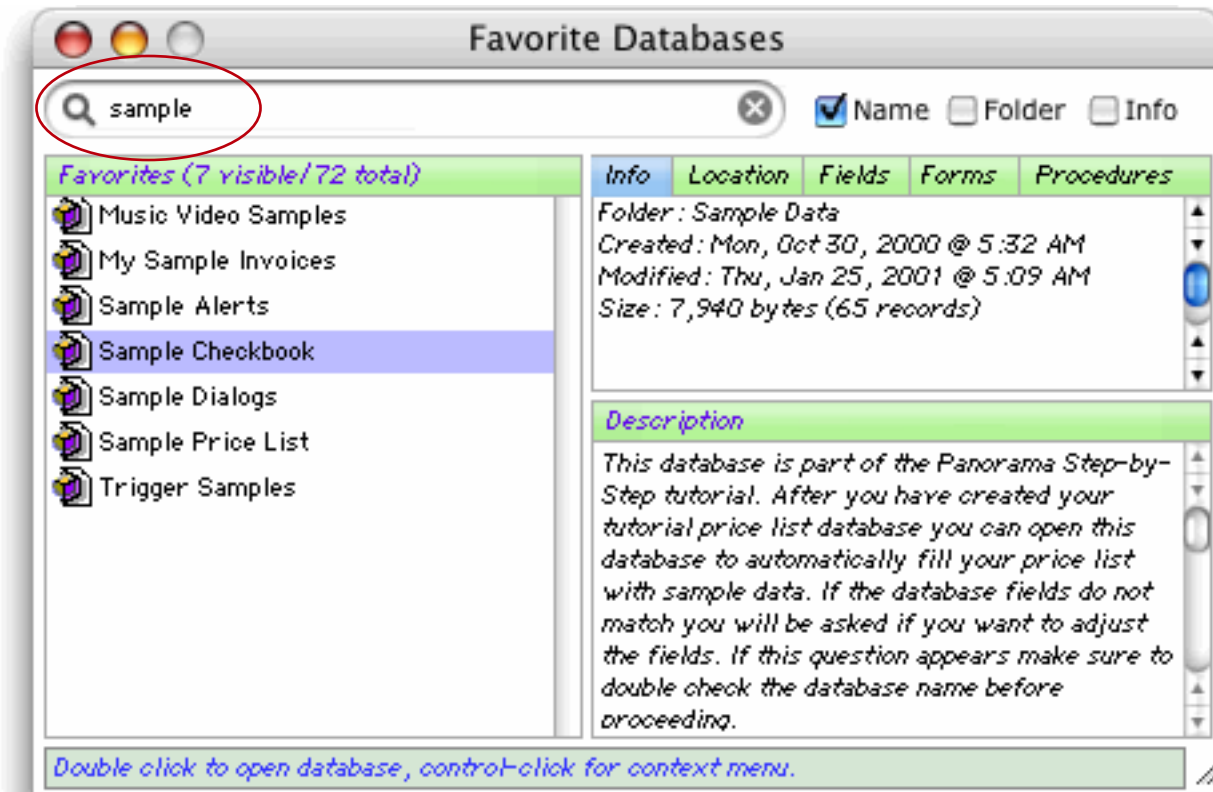 Favorite Databases
sample
Name Folder Info
Favorites (7 visible/72 total)
Music Video Samples
My Sample Invoices
Sample Alerts
Sample Checkbook
Sample Dialogs
Sample Price List
Trigger Samples
Info Location Fields Forms Procedures
Folder: Sample Data
Created: Mon, Oct 30, 2000 @ 5:32 AM
Modified: Thu, Jan 25, 2001 @ 5:09 AM
Size: 7,940 bytes (65 records)
Description
This database is part of the Panorama Step-by-
Step tutorial. After you have created your
tutorial price list database you can open this
database to automatically fill your price list
with sample data. If the database fields do not
match you will be asked if you want to adjust
the fields. If this question appears make sure to
double check the database name before
proceeding.
Double click to open database, control-click for context menu.